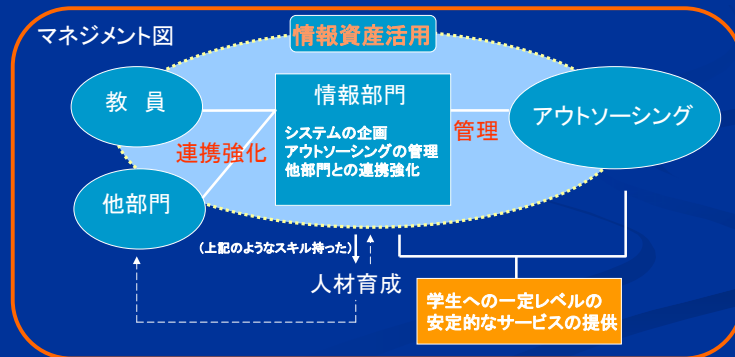 マネジメント図
情報資産活用
教 員
情報部門
システムの企画
アウトソーシングの管理
他部門との連携強化
アウトソーシング
連携強化
管理
他部門
(上記のようなスキル持った)
人材育成
学生への一定レベルの
安定的なサービスの提供